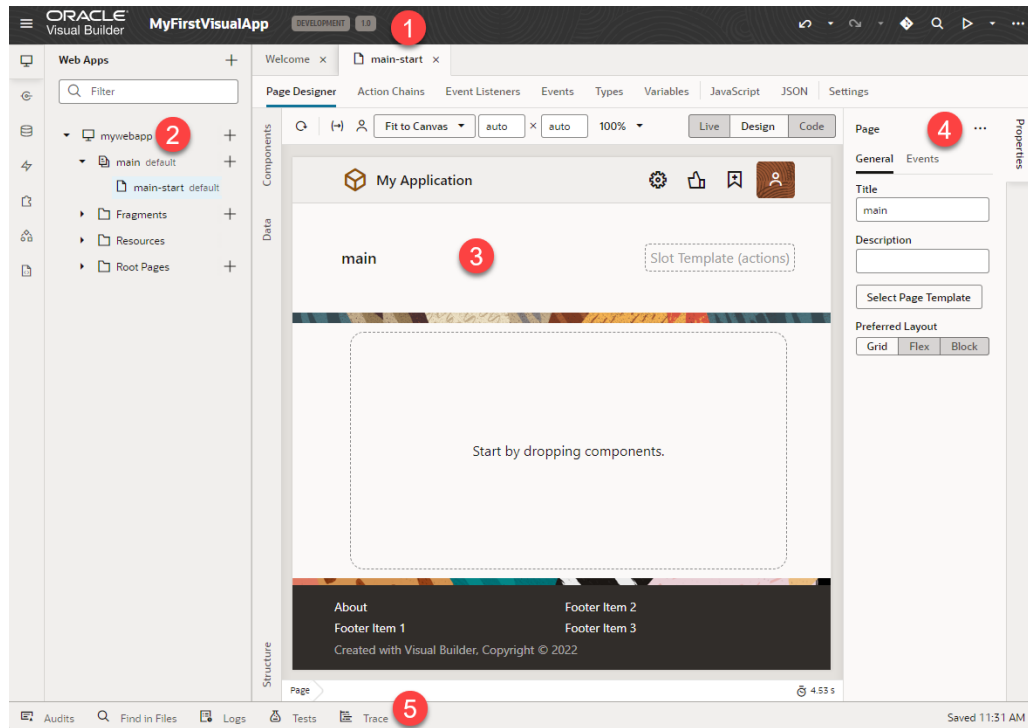 ORACLE
Visual Builder
MyFirstVisualApp
DEVELOPMENT
1.0
1
Web Apps
Filter
mywebapp
2
main default
main-start default
Fragments
Resources
Root Pages
Welcome ×
main-start ×
Page Designer Action Chains Event Listeners Events Types Variables JavaScript JSON Settings
Components
Data
Structure
Fit to Canvas auto × auto 100% Live Design Code
My Application
main
3
Slot Template (actions)
Start by dropping components.
About
Footer Item 2
Footer Item 1
Footer Item 3
Created with Visual Builder, Copyright © 2022
Page
4.53 s
Page
4
Properties
General Events
Title
main
Description
Select Page Template
Preferred Layout
Grid Flex Block
Audits Find in Files Logs Tests Trace
5
Saved 11:31 AM